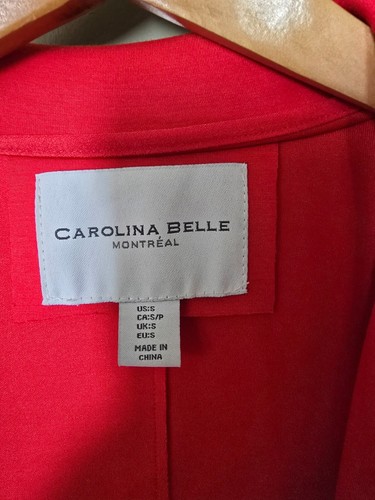 CAROLINA BELLE
MONTRÉAL
US:S
CA:S/P
UK:S
EU:S
MADE IN
CHINA